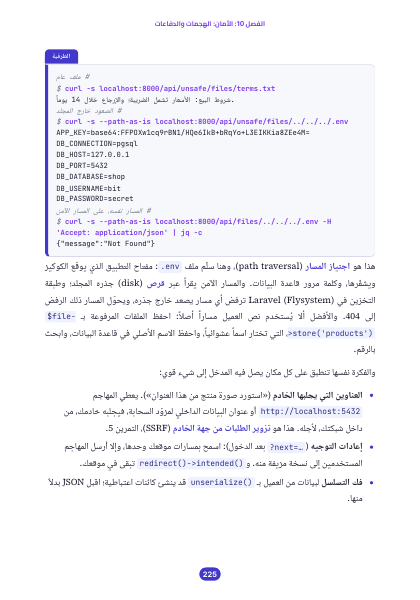 الفصل 10: الأمان: الهجمات والدفاعات
الطرفية
# ملف عام
$ curl -s localhost:8000/api/unsafe/files/terms.txt
شروط البيع: الأسعار تشمل الضريبة، والإرجاع خلال 14 يوماً.
# الصعود خارج المجلد
$ curl -s --path-as-is localhost:8000/api/unsafe/files/../../../.env
DB_CONNECTION=pgsql
DB_HOST=127.0.0.1
DB_PORT=5432
DB_DATABASE=shop
DB_USERNAME=bit
DB_PASSWORD=secret
# المسار نفسه، على المسار الآمن
$ curl -s --path-as-is localhost:8000/api/files/../../../.env -H
'Accept: application/json' | jq -c
{"message":"Not Found"}
هذا هو اجتياز المسار (path traversal)، وهنا سلّم ملف .env: مفتاح التطبيق الذي يوقع الكوكيز
ويشفّرها، وكلمة مرور قاعدة البيانات. والمسار الآمن يقرأ عبر قرص (disk) جذره المجلد؛ وطبقة
التخزين في Laravel (Flysystem) ترفض أي مسار يصعد خارج جذره، ويحوّل المسار ذلك الرفض
إلى 404. والأفضل ألا يُستخدم نص العميل مساراً أصلاً: احفظ الملفات المرفوعة بـ $file-
>store('products')، التي تختار اسماً عشوائياً، واحفظ الاسم الأصلي في قاعدة البيانات، وابحث
بالرقم.
والفكرة نفسها تنطبق على كل مكان يصل فيه المدخل إلى شيء قوي:
• العناوين التي يجلبها الخادم («استورد صورة منتج من هذا العنوان»). يعطي المهاجم
http://localhost:5432 أو عنوان البيانات الداخلي لمزوّد السحابة، فيجلبه خادمك، من
داخل شبكتك، لأجله. هذا هو تزوير الطلبات من جهة الخادم (SSRF)، التمرين 5.
• إعادات التوجيه (?next=… بعد الدخول): اسمح بمسارات موقعك وحدها، وإلا أرسل المهاجم
المستخدمين إلى نسخة مزيفة منه. و redirect()->intended() تبقى في موقعك.
• فك التسلسل لبيانات من العميل بـ unserialize() قد ينشئ كائنات اعتباطية؛ اقبل JSON بدلاً
منها.
225